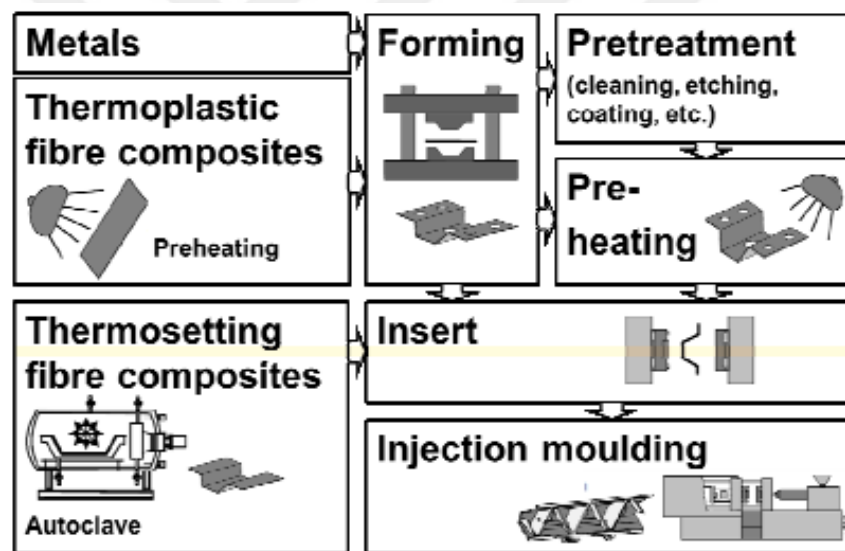 Metals
Thermoplastic
fibre composites
Preheating
Forming
Pretreatment
(cleaning, etching,
coating, etc.)
Pre-
heating
Thermosetting
fibre composites
Autoclave
Insert
Injection moulding